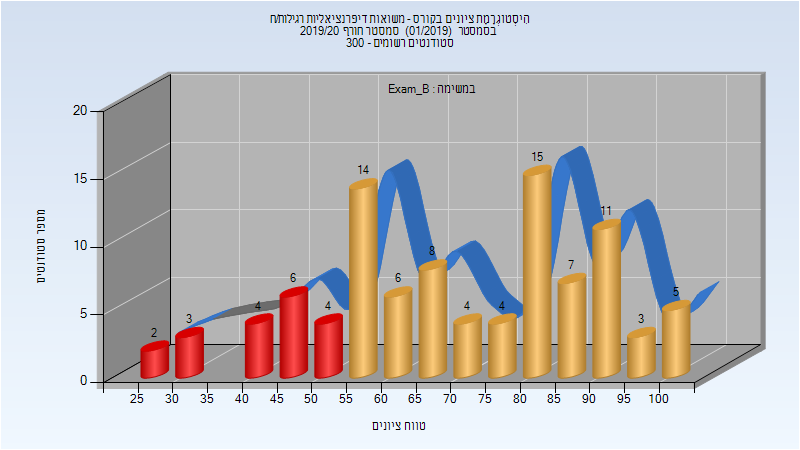 היסטוגרמת ציונים בקורס - משוואות דיפרנציאליות רגילות/ח
בסמסטר (01/2019) סמסטר חורף 2019/20
סטודנטים רשומים - 300
במשימה : Exam_B
מספר סטודנטים
20
15
10
5
0
2
3
4
6
4
14
6
8
4
4
15
7
11
3
5
25 30 35 40 45 50 55 60 65 70 75 80 85 90 95 100
טווח ציונים